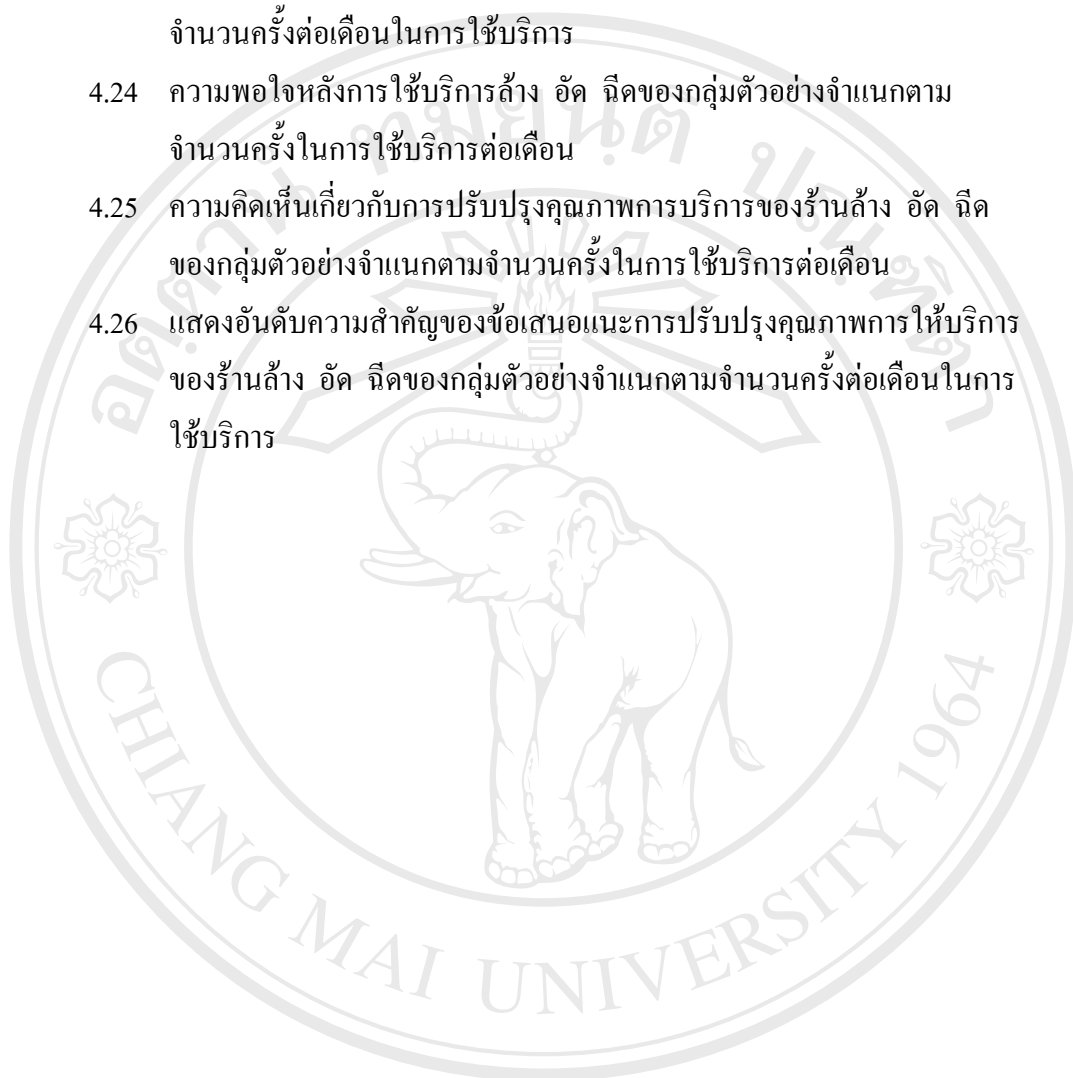 จำนวนครั้งต่อเดือนในการใช้บริการ
4.24 ความพอใจหลังการใช้บริการล้าง อัด ฉีดของกลุ่มตัวอย่างจำแนกตาม
จำนวนครั้งในการใช้บริการต่อเดือน
4.25 ความคิดเห็นเกี่ยวกับการปรับปรุงคุณภาพการบริการของร้านล้าง อัด ฉีด
ของกลุ่มตัวอย่างจำแนกตามจำนวนครั้งในการใช้บริการต่อเดือน
4.26 แสดงอันดับความสำคัญของข้อเสนอแนะการปรับปรุงคุณภาพการให้บริการ
ของร้านล้าง อัด ฉีดของกลุ่มตัวอย่างจำแนกตามจำนวนครั้งต่อเดือนในการ
ใช้บริการ
อตฺตานํ ทมยนฺติ ปณฺฑิตา
CHIANG MAI UNIVERSITY 1964